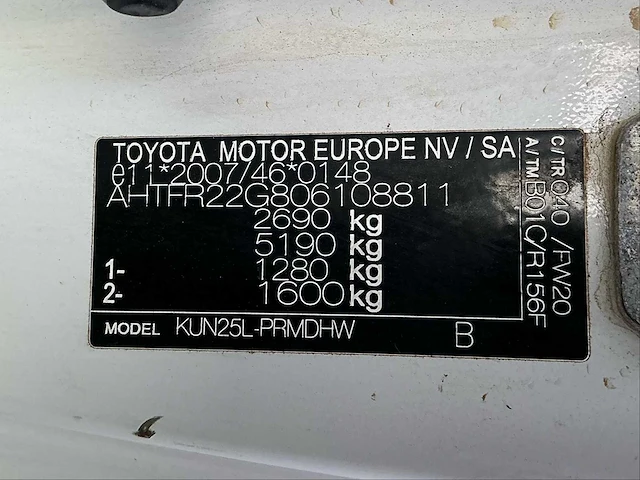 TOYOTA MOTOR EUROPE NV / SA
e11*2007/46*0148
AHTFR22G806108811
2690 kg
5190 kg
1- 1280 kg
2- 1600 kg
MODEL KUN25L-PRMDHW B
C/TR 040 /FW20
A/TM B01C/R156F